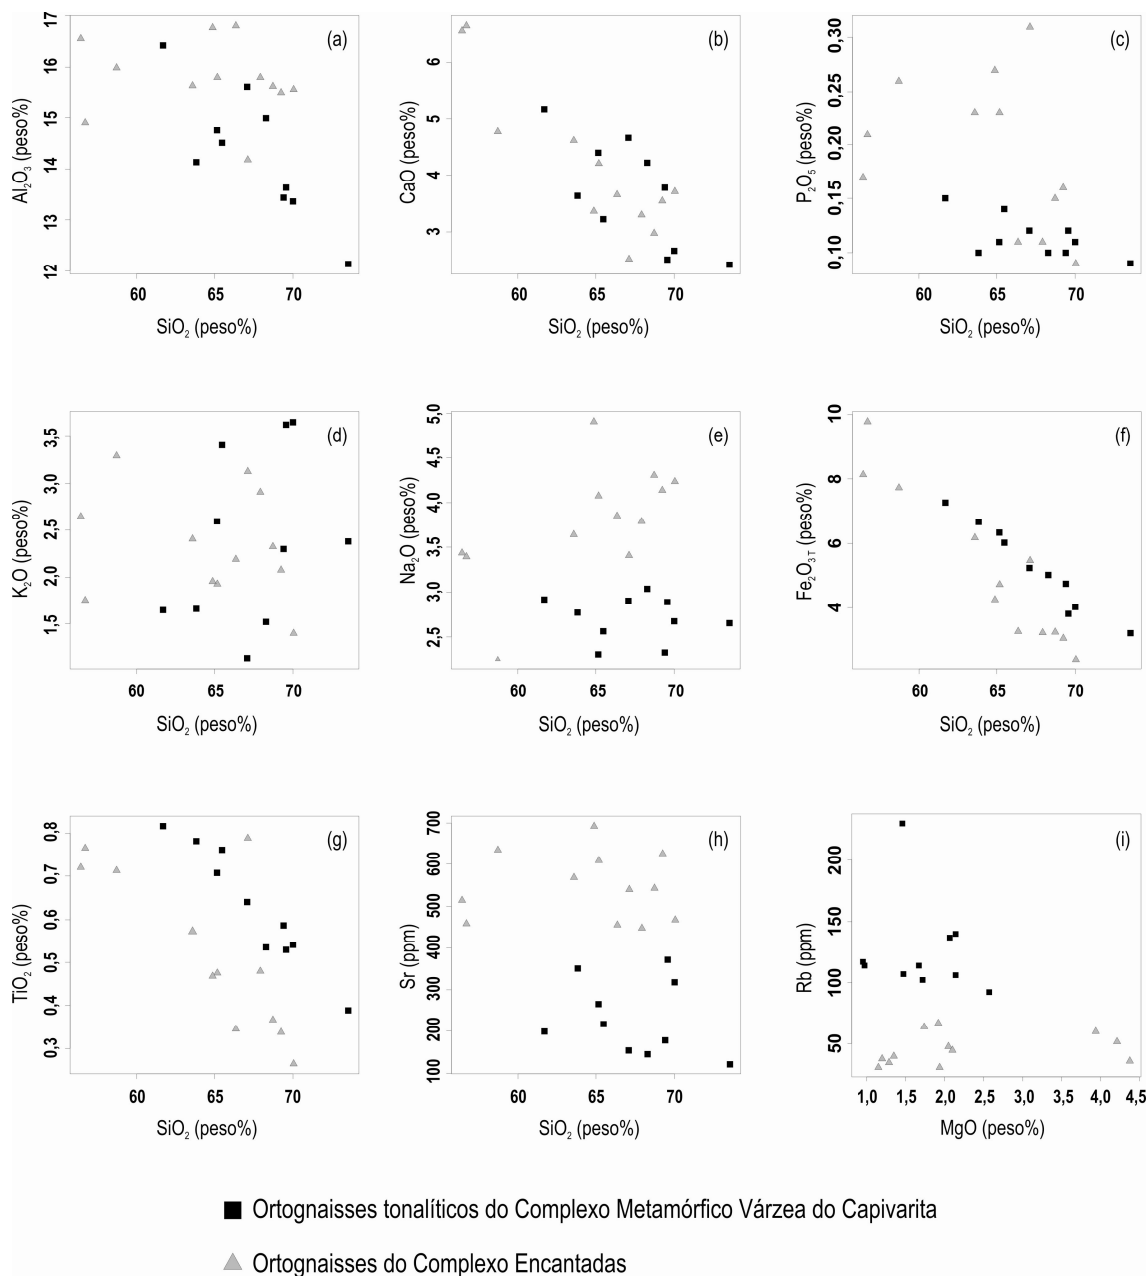 (a)
Al₂O₃ (peso%)
17
16
15
14
13
12
60 65 70
SiO₂ (peso%)
(b)
CaO (peso%)
6
5
4
3
60 65 70
SiO₂ (peso%)
(c)
P₂O₅ (peso%)
0,30
0,25
0,20
0,15
0,10
60 65 70
SiO₂ (peso%)
(d)
K₂O (peso%)
3,5
3,0
2,5
2,0
1,5
60 65 70
SiO₂ (peso%)
(e)
Na₂O (peso%)
5,0
4,5
4,0
3,5
3,0
2,5
60 65 70
SiO₂ (peso%)
(f)
Fe₂O₃T (peso%)
10
8
6
4
60 65 70
SiO₂ (peso%)
(g)
TiO₂ (peso%)
0,8
0,7
0,6
0,5
0,4
0,3
60 65 70
SiO₂ (peso%)
(h)
Sr (ppm)
700
600
500
400
300
200
100
60 65 70
SiO₂ (peso%)
(i)
Rb (ppm)
200
150
100
50
1,0 1,5 2,0 2,5 3,0 3,5 4,0 4,5
MgO (peso%)
Ortognaisses tonalíticos do Complexo Metamórfico Várzea do Capivarita
Ortognaisses do Complexo Encantadas